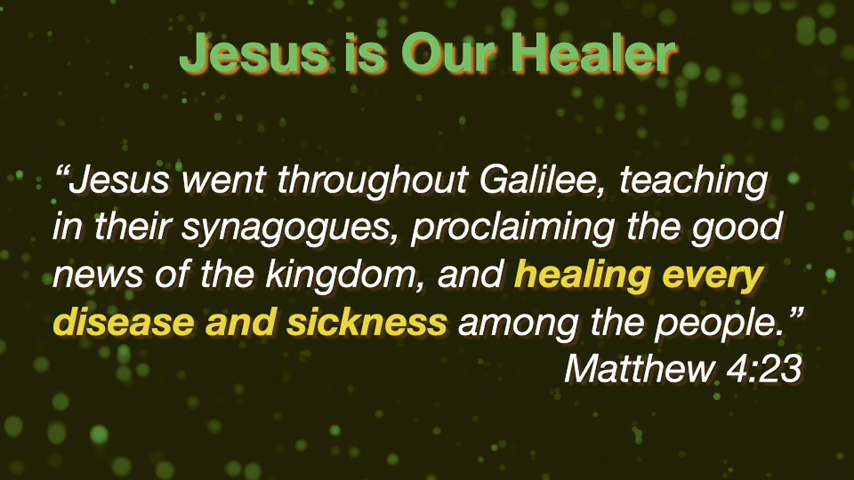 Jesus is Our Healer
“Jesus went throughout Galilee, teaching
in their synagogues, proclaiming the good
news of the kingdom, and healing every
disease and sickness among the people.”
Matthew 4:23